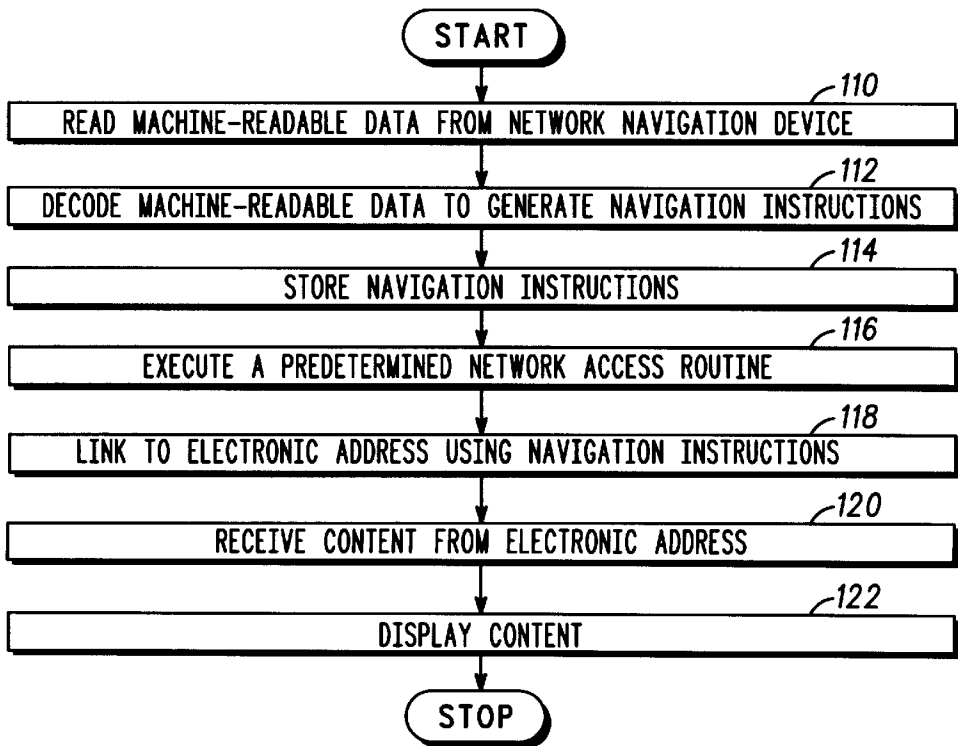 START
110
READ MACHINE-READABLE DATA FROM NETWORK NAVIGATION DEVICE
112
DECODE MACHINE-READABLE DATA TO GENERATE NAVIGATION INSTRUCTIONS
114
STORE NAVIGATION INSTRUCTIONS
116
EXECUTE A PREDETERMINED NETWORK ACCESS ROUTINE
118
LINK TO ELECTRONIC ADDRESS USING NAVIGATION INSTRUCTIONS
120
RECEIVE CONTENT FROM ELECTRONIC ADDRESS
122
DISPLAY CONTENT
STOP